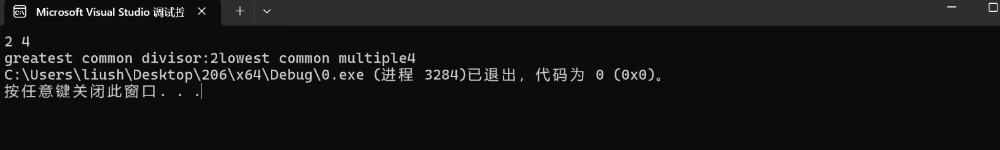 Microsoft Visual Studio 调试控
2 4
greatest common divisor:2lowest common multiple4
C:\Users\liush\Desktop\206\x64\Debug\0.exe (进程 3284)已退出，代码为 0 (0x0)。
按任意键关闭此窗口. . .